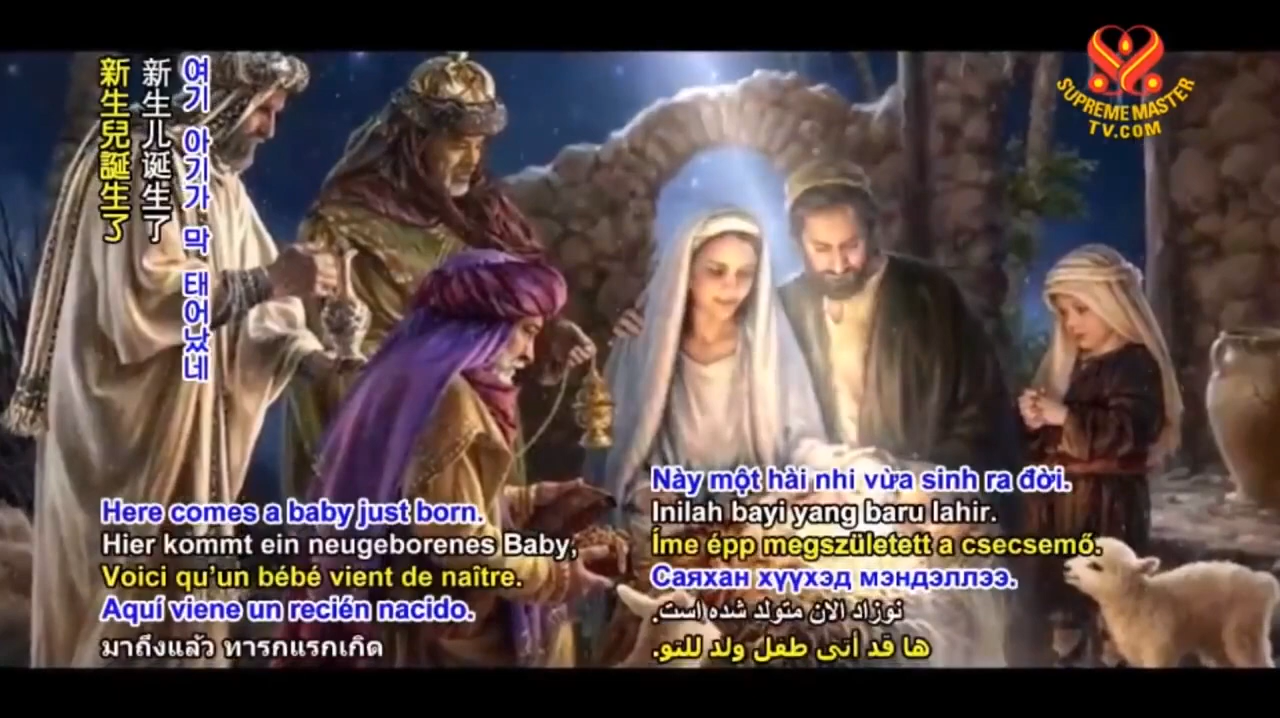 新生兒誕生了
新生儿诞生了
여기 아기가 막 태어났네
SUPREME MASTER
TV.COM
Here comes a baby just born.
Hier kommt ein neugeborenes Baby,
Voici qu'un bébé vient de naître.
Aquí viene un recién nacido.
มาถึงแล้ว ทารกแรกเกิด
Này một hài nhi vừa sinh ra đời.
Inilah bayi yang baru lahir.
Íme épp megszületett a csecsemő.
Саяхан хүүхэд мэндэллээ.
نوزاد الان متولد شده است.
ها قد أتى طفل ولد للتو.